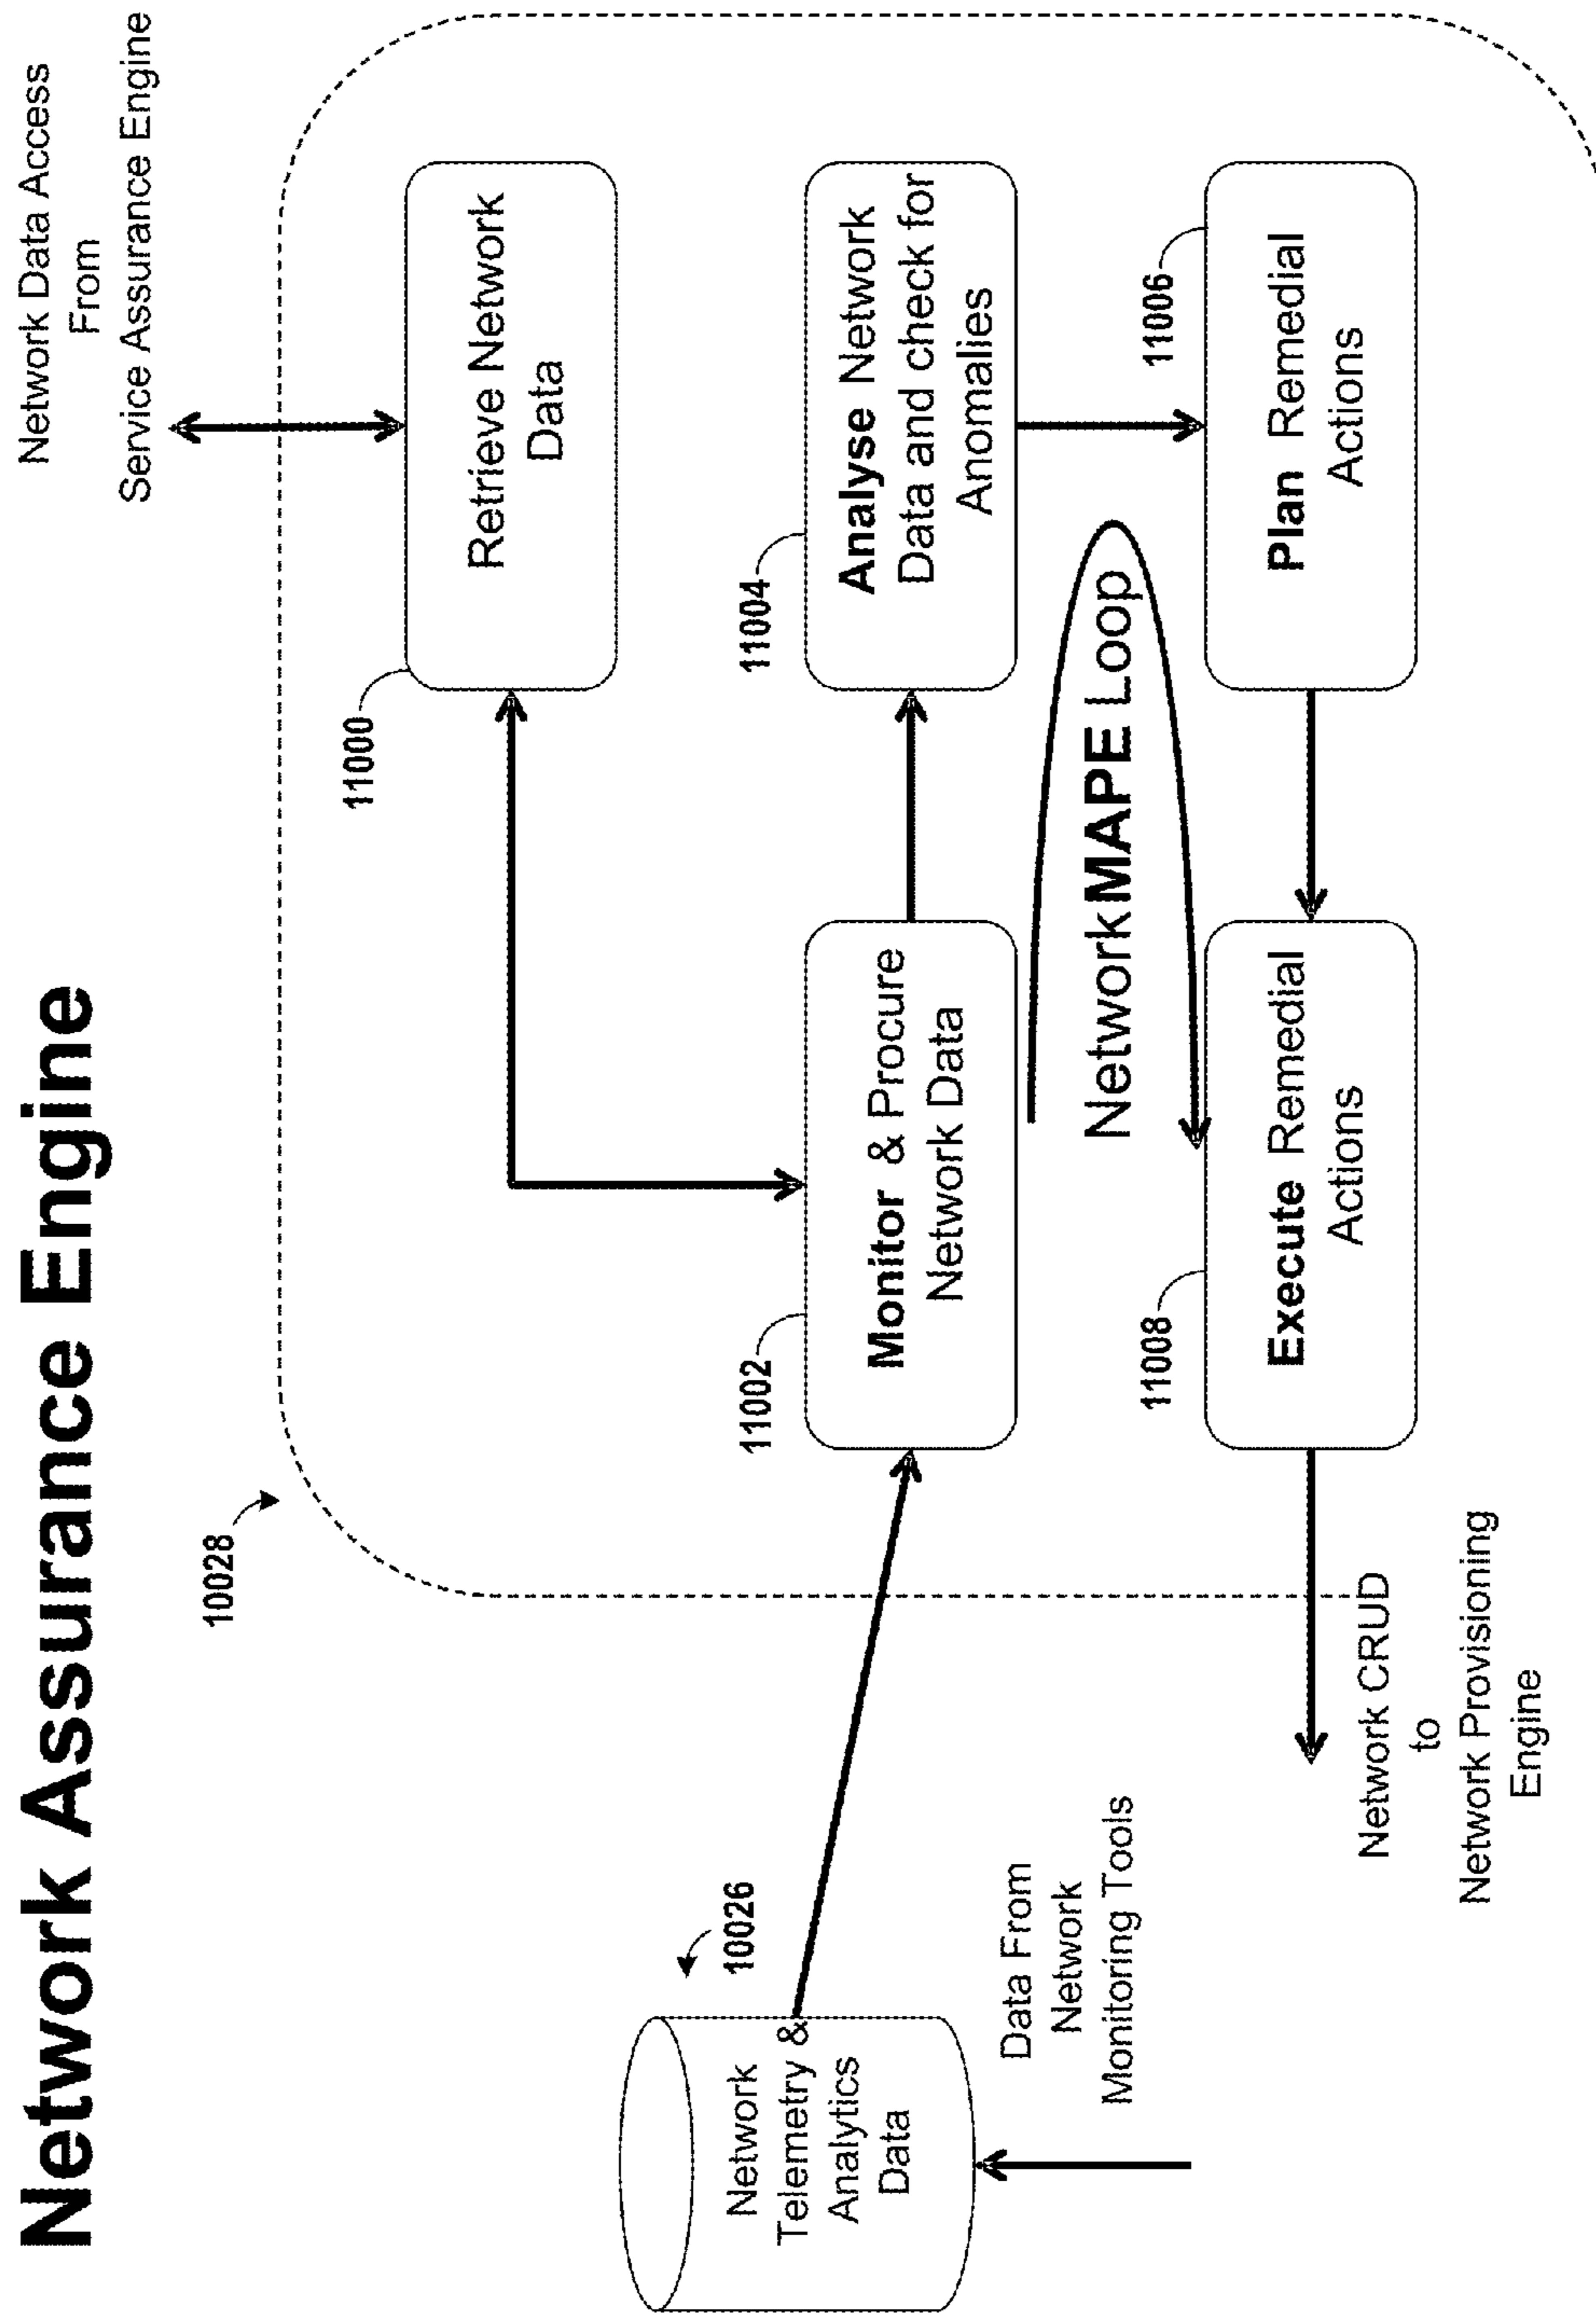 Network Assurance Engine
Network Data Access
From
Service Assurance Engine
10028
11000
Retrieve Network
Data
10026
Network
Telemetry &
Analytics
Data
Data From
Network
Monitoring Tools
11002
Monitor & Procure
Network Data
11004
Analyse Network
Data and check for
Anomalies
Network MAPE Loop
11008
Execute Remedial
Actions
11006
Plan Remedial
Actions
Network CRUD
to
Network Provisioning
Engine